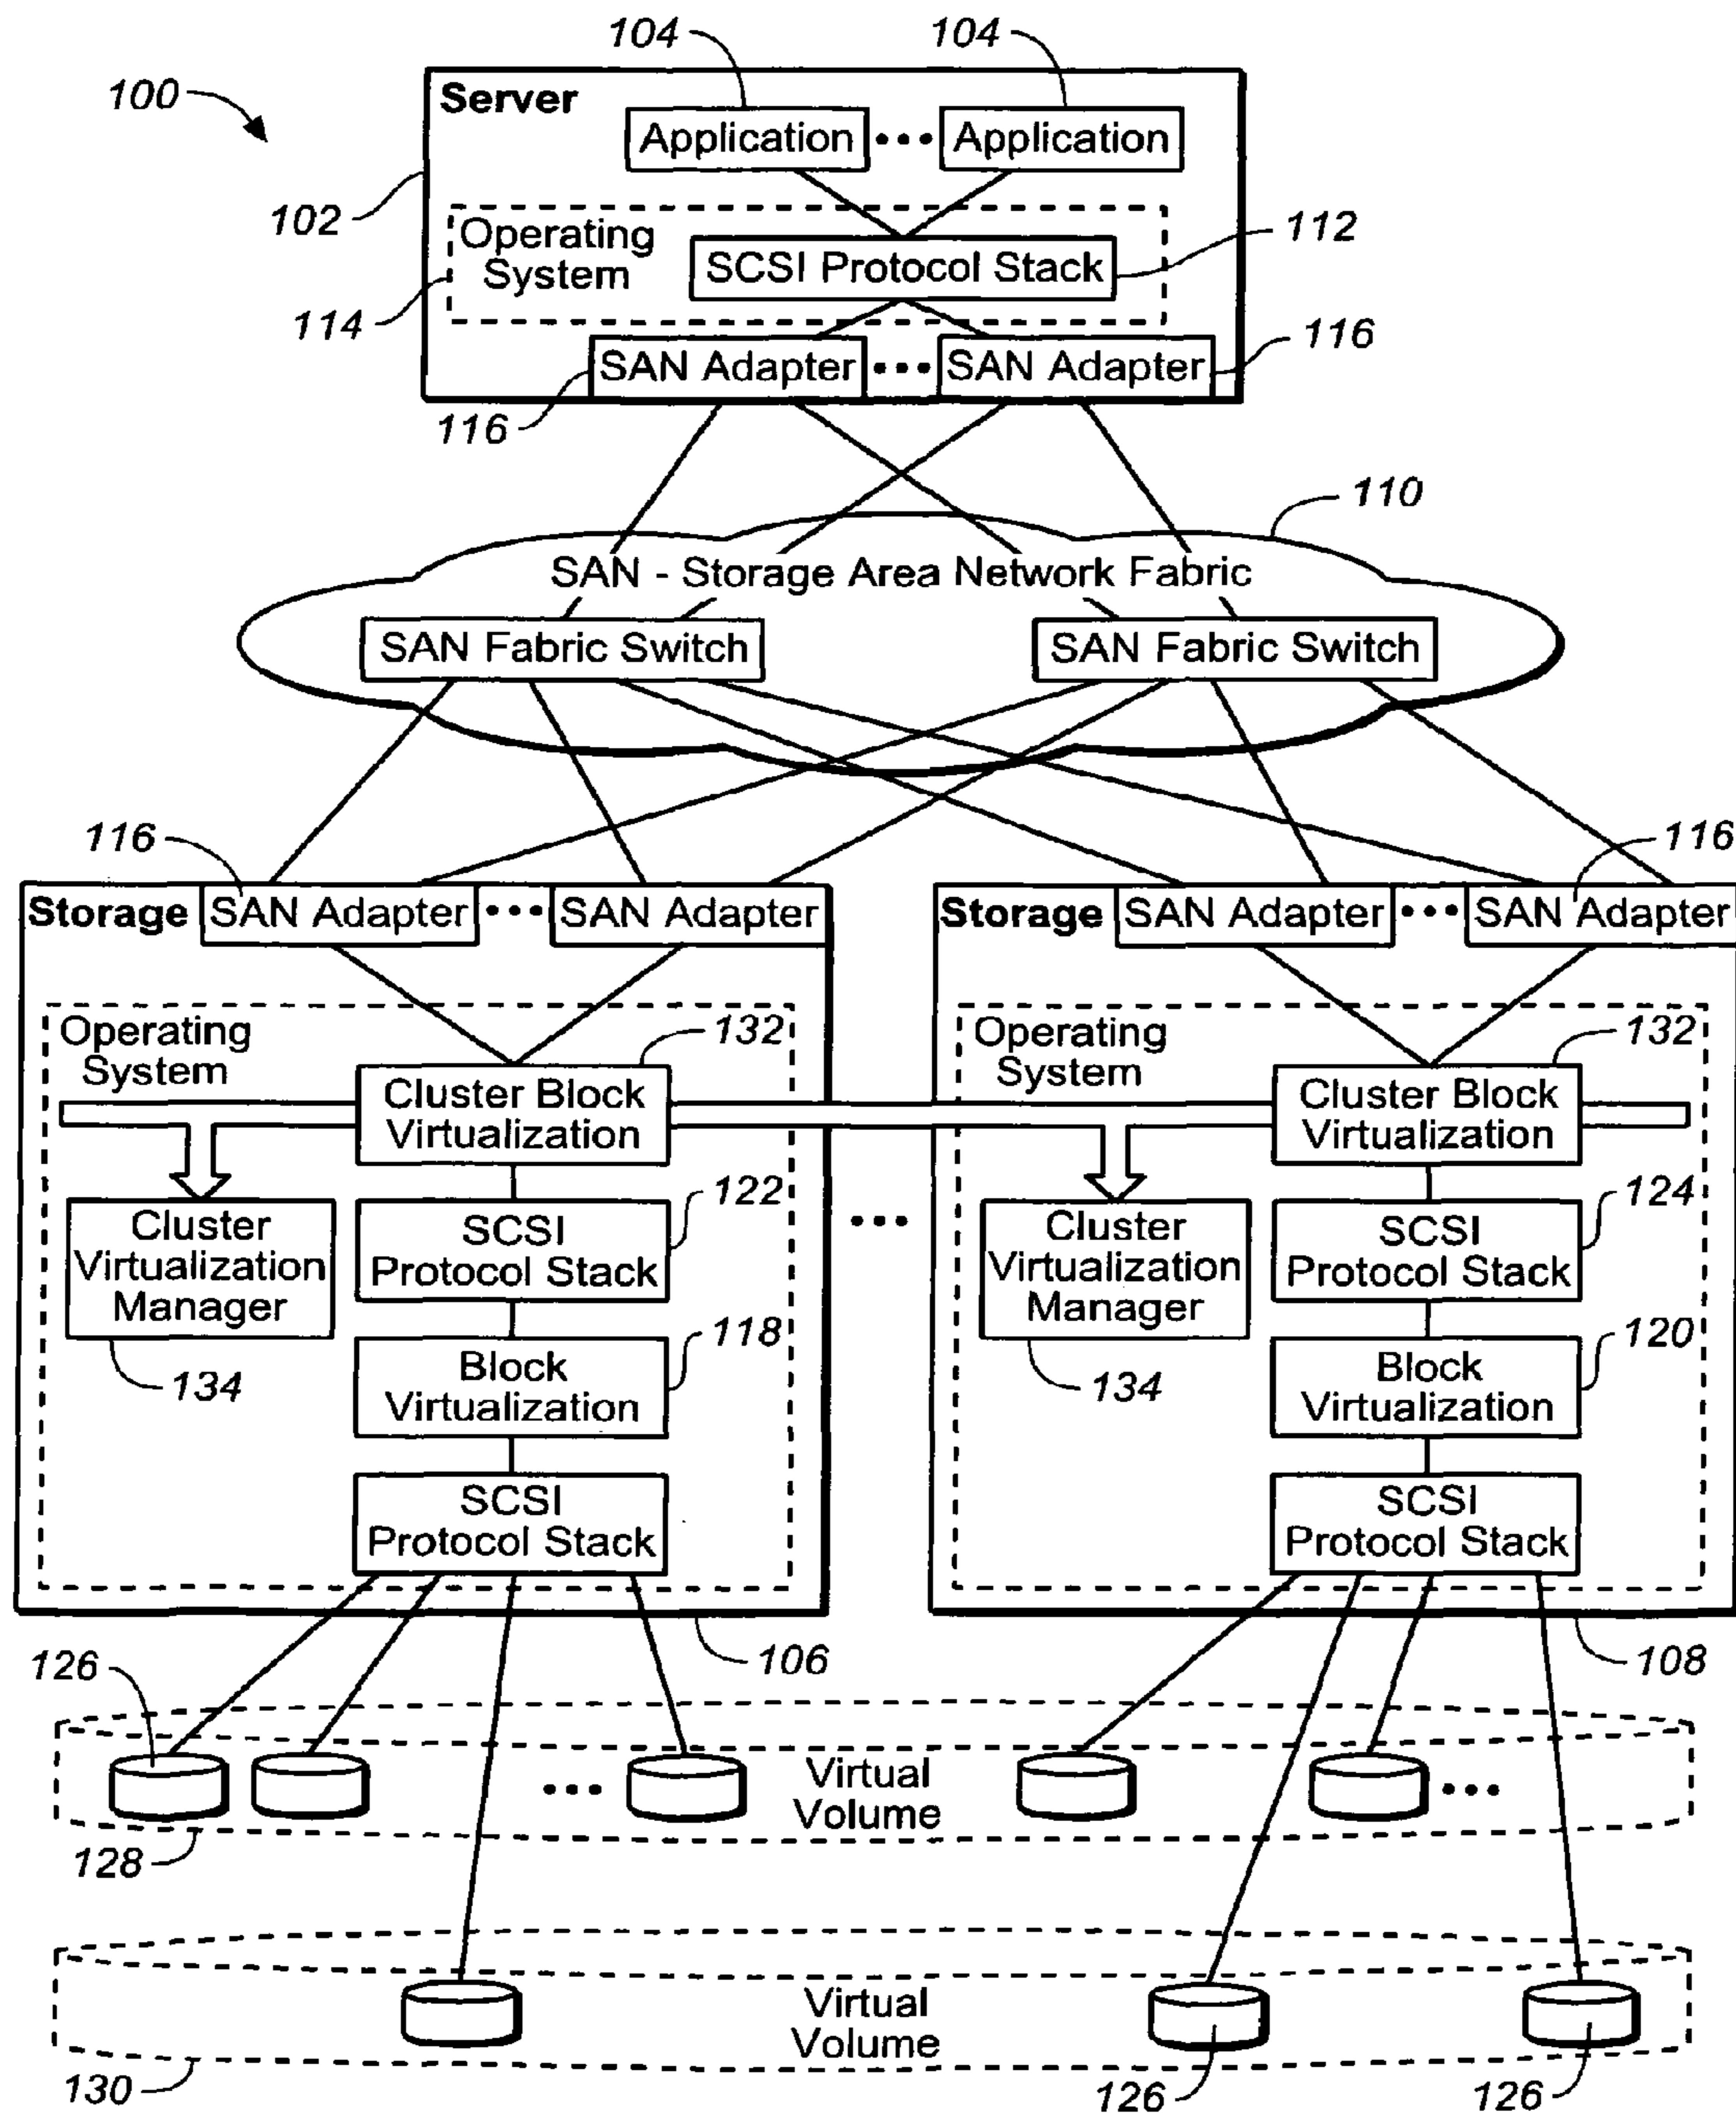 104
104
100
Server
Application
•••
Application
102
Operating
System
SCSI Protocol Stack
112
114
SAN Adapter
•••
SAN Adapter
116
116
110
SAN - Storage Area Network Fabric
SAN Fabric Switch
SAN Fabric Switch
116
116
Storage
SAN Adapter
•••
SAN Adapter
Storage
SAN Adapter
•••
SAN Adapter
Operating
System
132
Cluster Block
Virtualization
Operating
System
132
Cluster Block
Virtualization
122
SCSI
Protocol Stack
Cluster
Virtualization
Manager
•••
124
SCSI
Protocol Stack
Cluster
Virtualization
Manager
134
118
Block
Virtualization
134
120
Block
Virtualization
SCSI
Protocol Stack
SCSI
Protocol Stack
126
106
108
•••
Virtual
Volume
•••
128
Virtual
Volume
130
126
126